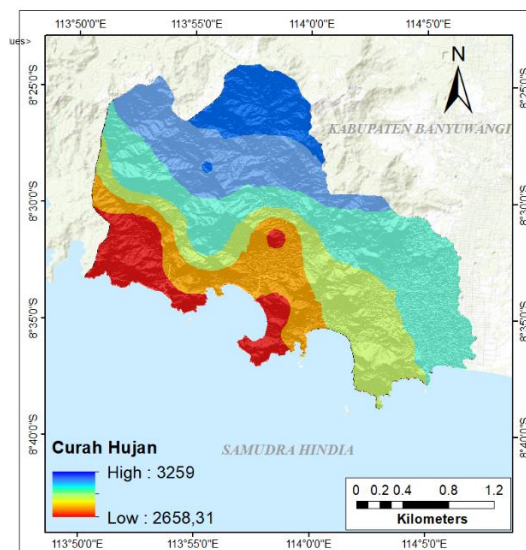 113°50'0"E 113°55'0"E 114°0'0"E 114°5'0"E
ues>
N
8°25'0"S 8°25'0"S
KABUPATEN BANYUWANGI
8°30'0"S 8°30'0"S
8°35'0"S 8°35'0"S
8°40'0"S 8°40'0"S
SAMUDRA HINDIA
Curah Hujan
High : 3259
Low : 2658,31
0 0.2 0.4 0.8 1.2
Kilometers
113°50'0"E 113°55'0"E 114°0'0"E 114°5'0"E